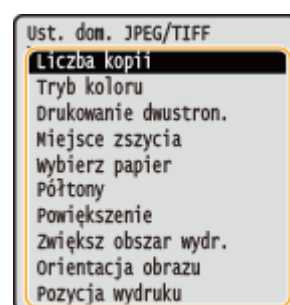 Ust. dom. JPEG/TIFF
Liczba kopii
Tryb koloru
Drukowanie dwustron.
Miejsce zszycia
Wybierz papier
Półtony
Powiększenie
Zwiększ obszar wydr.
Orientacja obrazu
Pozycja wydruku